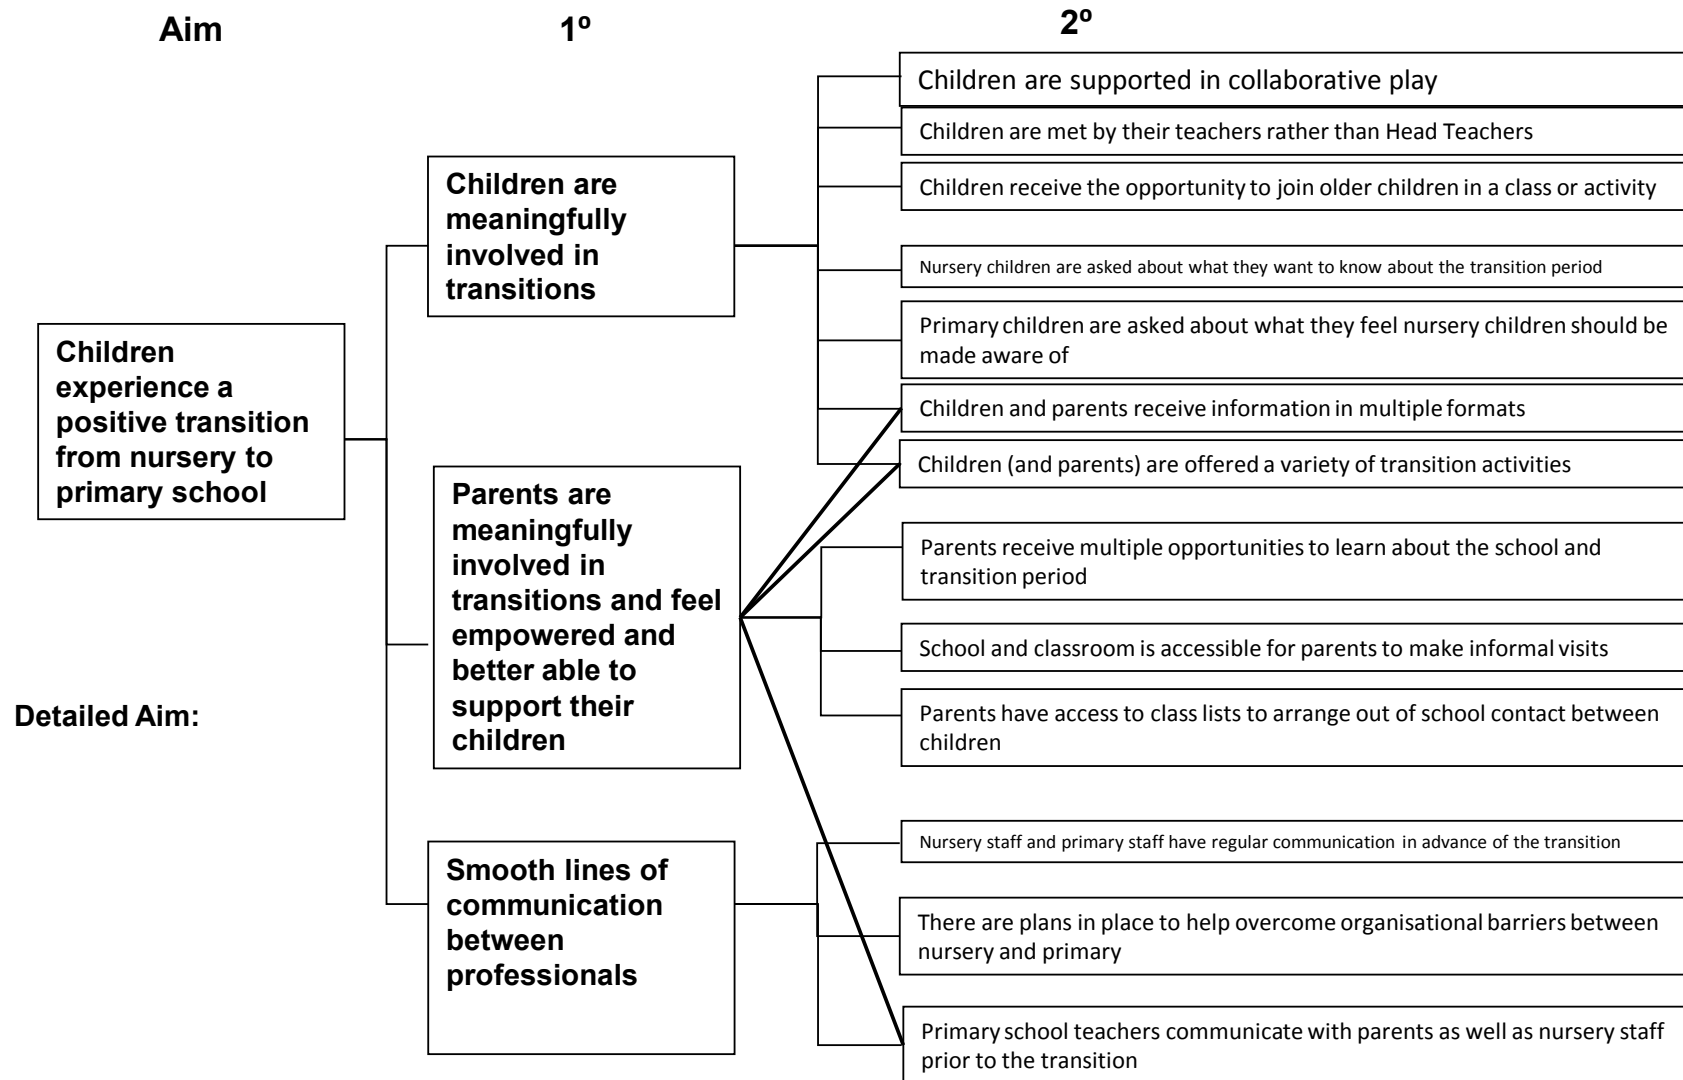 Aim
1º
2º
Children
experience a
positive transition
from nursery to
primary school
Detailed Aim:
Children are
meaningfully
involved in
transitions
Parents are
meaningfully
involved in
transitions and feel
empowered and
better able to
support their
children
Smooth lines of
communication
between
professionals
Children are supported in collaborative play
Children are met by their teachers rather than Head Teachers
Children receive the opportunity to join older children in a class or activity
Nursery children are asked about what they want to know about the transition period
Primary children are asked about what they feel nursery children should be
made aware of
Children and parents receive information in multiple formats
Children (and parents) are offered a variety of transition activities
Parents receive multiple opportunities to learn about the school and
transition period
School and classroom is accessible for parents to make informal visits
Parents have access to class lists to arrange out of school contact between
children
Nursery staff and primary staff have regular communication in advance of the transition
There are plans in place to help overcome organisational barriers between
nursery and primary
Primary school teachers communicate with parents as well as nursery staff
prior to the transition